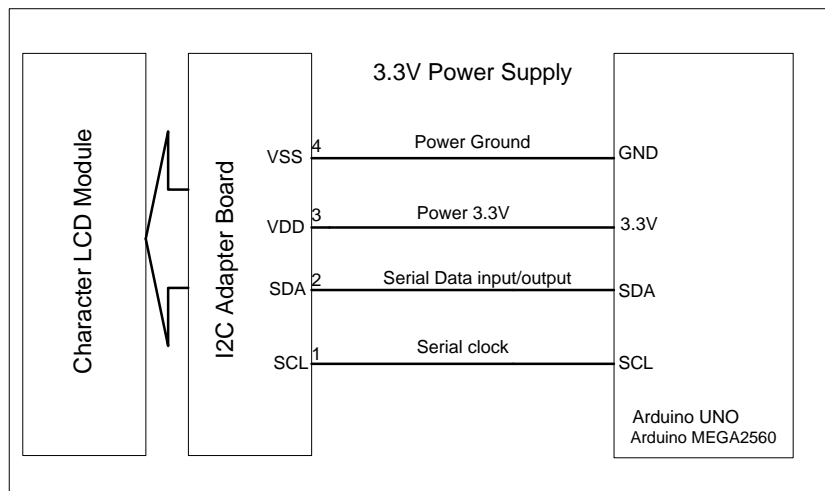 3.3V Power Supply
Character LCD Module
I2C Adapter Board
VSS 4 Power Ground GND
VDD 3 Power 3.3V 3.3V
SDA 2 Serial Data input/output SDA
SCL 1 Serial clock SCL
Arduino UNO
Arduino MEGA2560